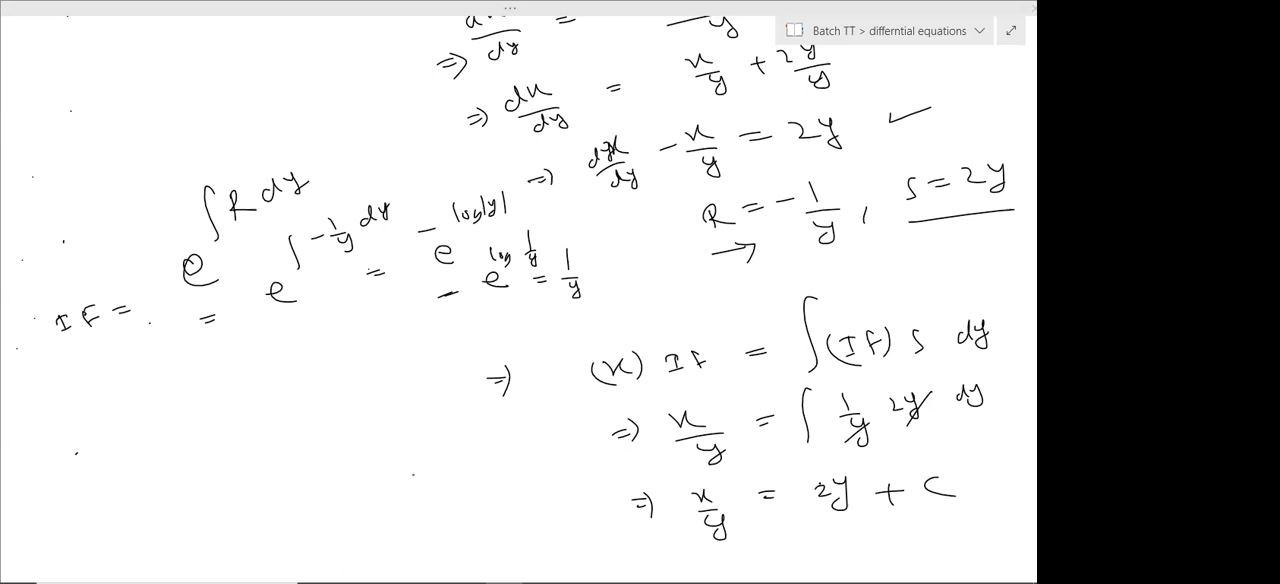 Batch TT > differntial equations
=> dx/dy = x/y + 2y/y
=> dx/dy - x/y = 2y ✓
R = -1/y, S = 2y
IF = e^∫R dy = e^∫-1/y dy = e^-log|y| = e^log 1/y = 1/y
=> (x) IF = ∫(IF) S dy
=> x/y = ∫ 1/y 2y dy
=> x/y = 2y + C